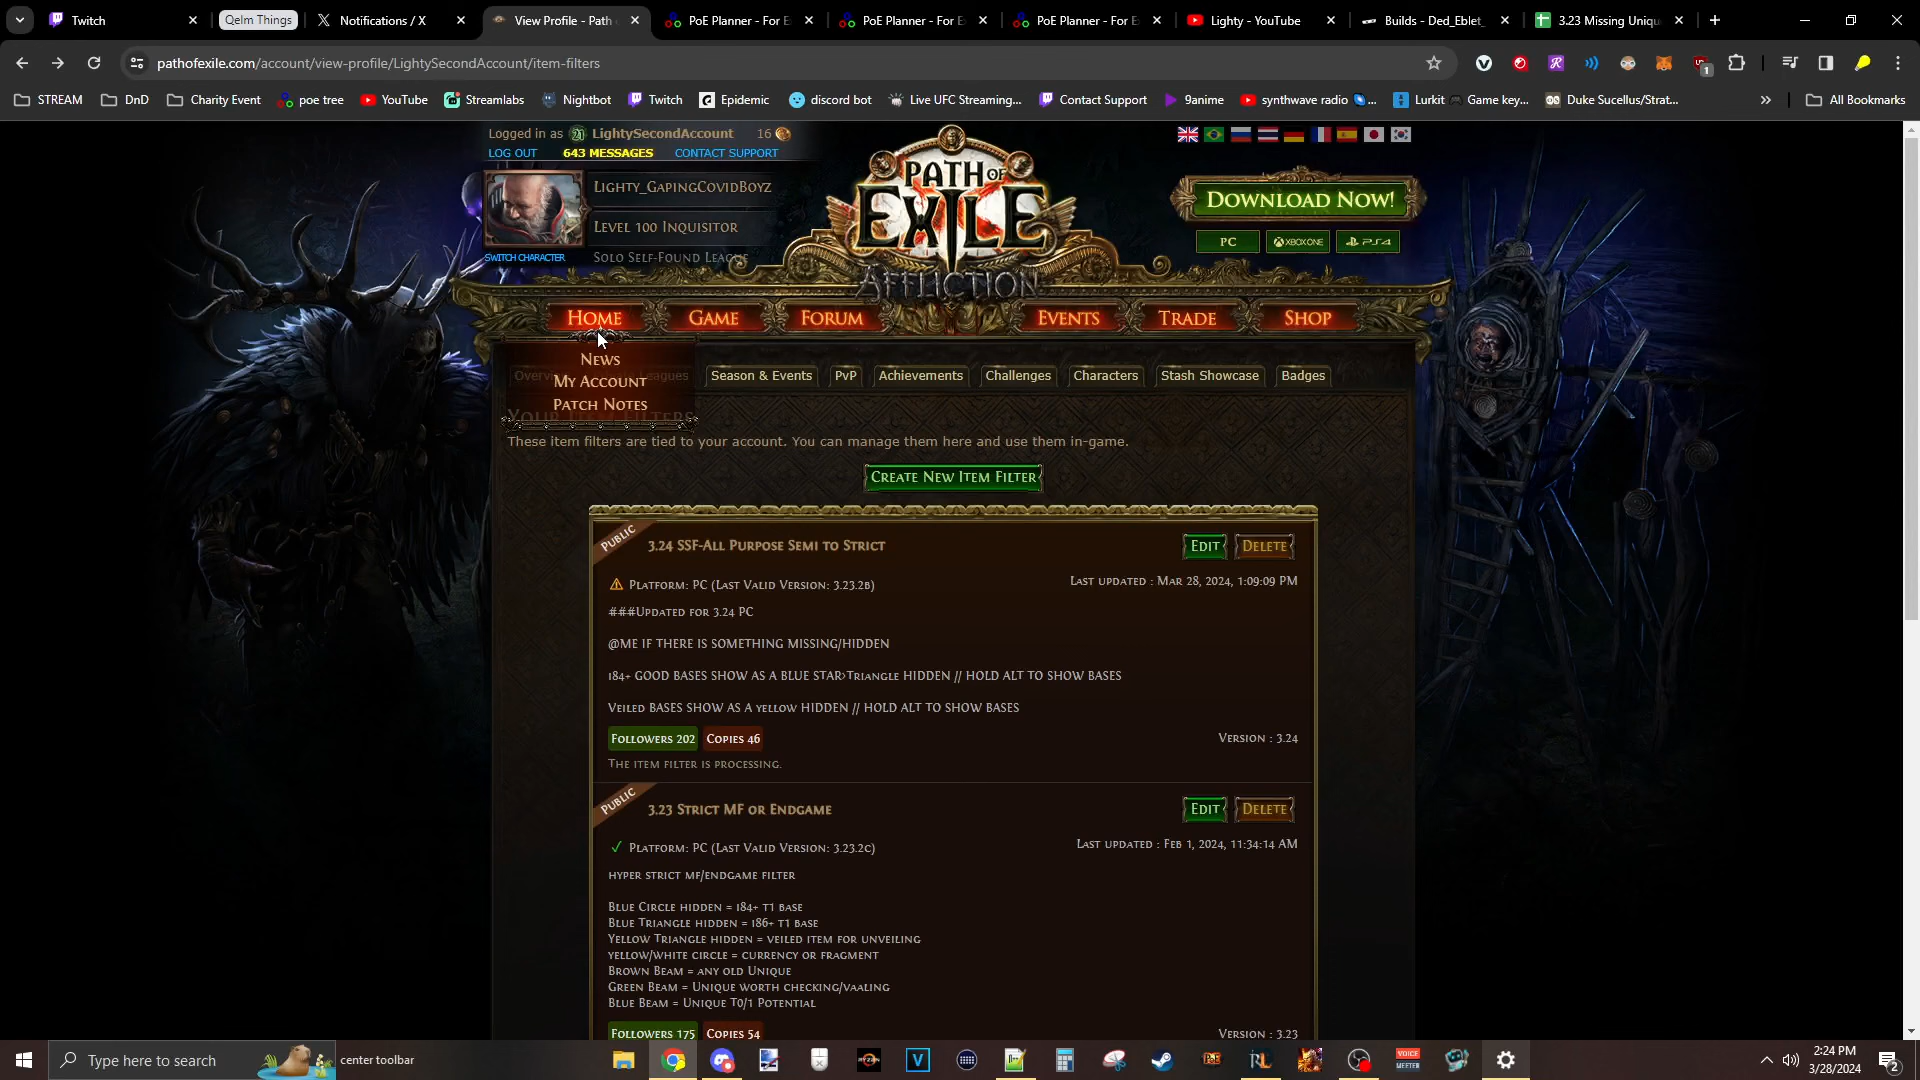 Twitch
Qelm Things
Notifications / X
View Profile - Path
PoE Planner - For E
PoE Planner - For E
PoE Planner - For E
Lighty - YouTube
Builds - Ded_Eblet_
3.23 Missing Uniqu
pathofexile.com/account/view-profile/LightySecondAccount/item-filters
1
STREAM
DnD
Charity Event
poe tree
YouTube
Streamlabs
Nightbot
Twitch
Epidemic
discord bot
Live UFC Streaming...
Contact Support
9anime
synthwave radio
Lurkit
Game key...
Duke Sucellus/Strat...
All Bookmarks
Logged in as LightySecondAccount 16
LOG OUT 643 MESSAGES CONTACT SUPPORT
Lighty_GapingCovidBoyz
Level 100 Inquisitor
SWITCH CHARACTER Solo Self-Found League
PATH OF EXILE
AFFLICTION
Download Now!
PC XBOX ONE PS4
Home Game Forum Events Trade Shop
News
My Account
Patch Notes
Season & Events PvP Achievements Challenges Characters Stash Showcase Badges
Your Item Filters
These item filters are tied to your account. You can manage them here and use them in-game.
Create New Item Filter
Public
3.24 SSF-All Purpose Semi to Strict
Edit Delete
Platform: PC (Last Valid Version: 3.23.2b)
Last updated : Mar 28, 2024, 1:09:09 PM
###Updated for 3.24 PC
@ME IF THERE IS SOMETHING MISSING/HIDDEN
184+ GOOD BASES SHOW AS A BLUE STAR>Triangle HIDDEN // HOLD ALT TO SHOW BASES
Veiled BASES SHOW AS A yellow HIDDEN // HOLD ALT TO SHOW BASES
Followers 202 Copies 46
Version : 3.24
The item filter is processing.
Public
3.23 Strict MF or Endgame
Edit Delete
Platform: PC (Last Valid Version: 3.23.2c)
Last updated : Feb 1, 2024, 11:34:14 AM
hyper strict mf/endgame filter
Blue Circle hidden = 184+ T1 base
Blue Triangle hidden = 186+ T1 base
Yellow Triangle hidden = veiled item for unveiling
yellow/white circle = currency or fragment
Brown Beam = any old Unique
Green Beam = Unique worth checking/vaaling
Blue Beam = Unique T0/1 Potential
Followers 175 Copies 54
Version : 3.23
Type here to search
center toolbar
2:24 PM
3/28/2024
2